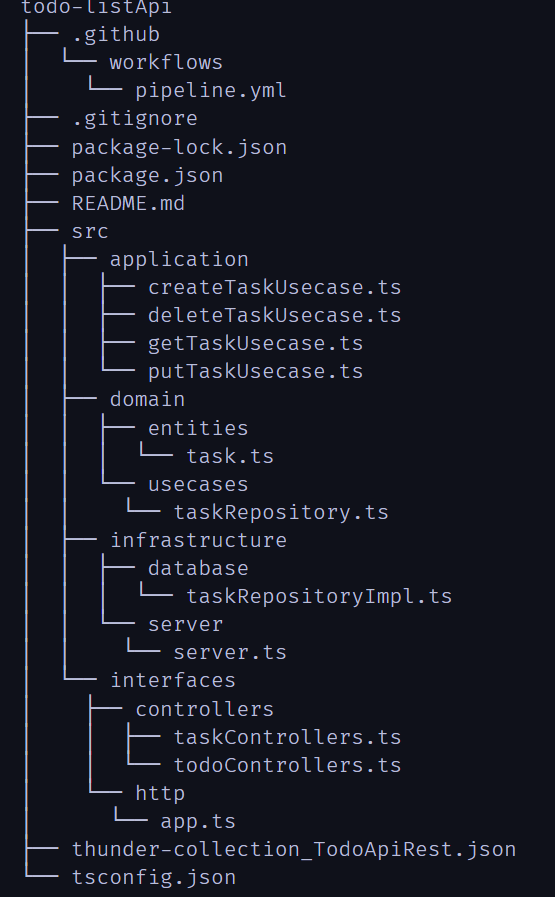 todo-listApi
├── .github
│   └── workflows
│       └── pipeline.yml
├── .gitignore
├── package-lock.json
├── package.json
├── README.md
├── src
│   ├── application
│   │   ├── createTaskUsecase.ts
│   │   ├── deleteTaskUsecase.ts
│   │   ├── getTaskUsecase.ts
│   │   └── putTaskUsecase.ts
│   ├── domain
│   │   ├── entities
│   │   │   └── task.ts
│   │   └── usecases
│   │       └── taskRepository.ts
│   ├── infrastructure
│   │   ├── database
│   │   │   └── taskRepositoryImpl.ts
│   │   └── server
│   │       └── server.ts
│   └── interfaces
│       ├── controllers
│       │   ├── taskControllers.ts
│       │   └── todoControllers.ts
│       └── http
│           └── app.ts
├── thunder-collection_TodoApiRest.json
└── tsconfig.json